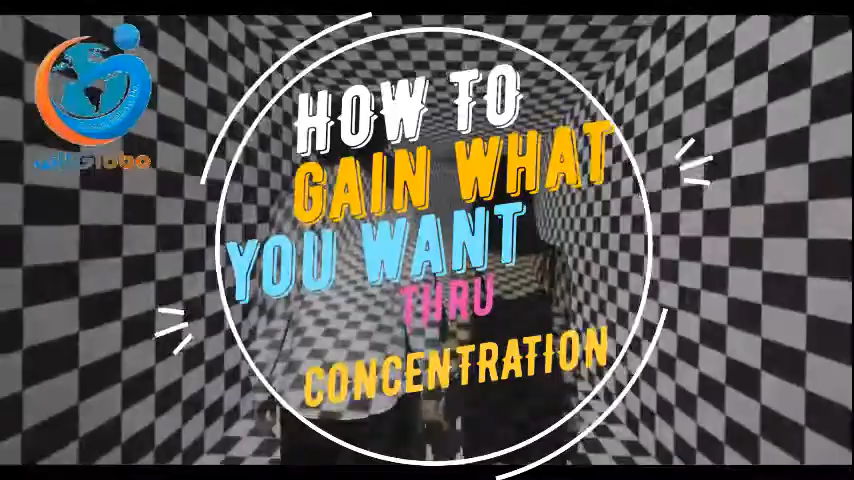 HOW TO
GAIN WHAT
YOU WANT
THRU
CONCENTRATION